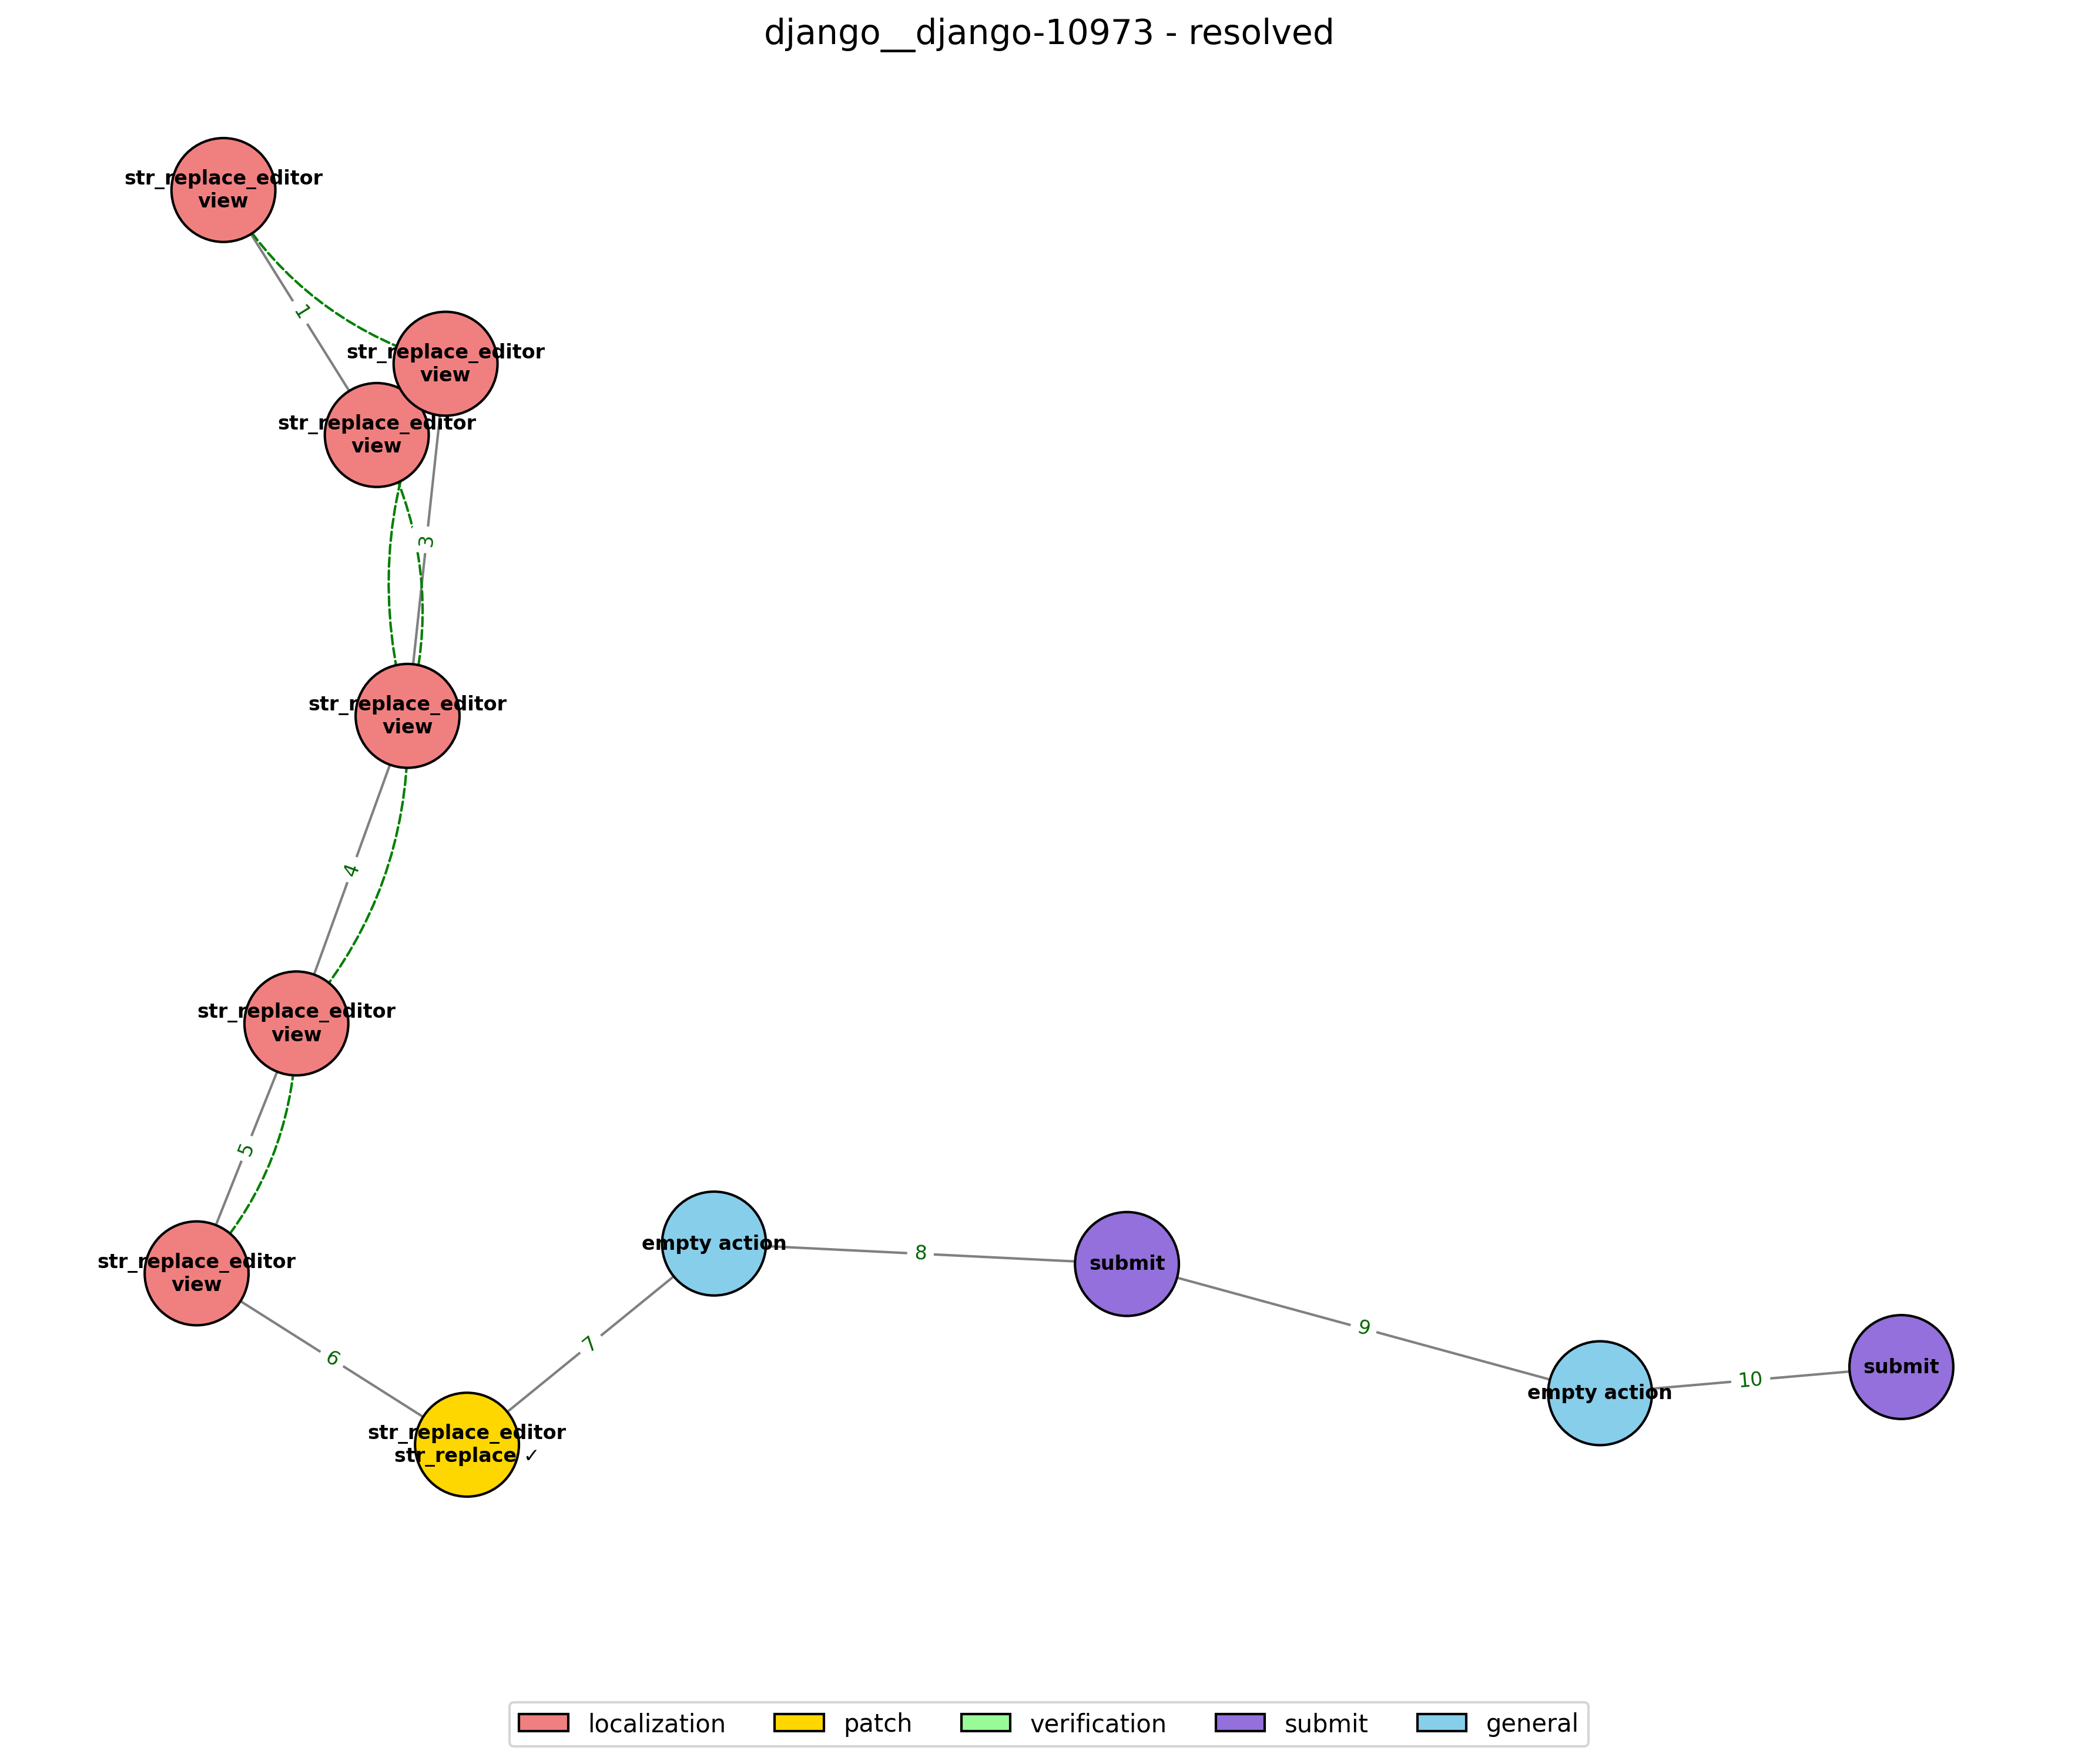 django__django-10973 - resolved
str_replace_editor
view
1
str_replace_editor
view
str_replace_editor
view
3
str_replace_editor
view
4
str_replace_editor
view
5
str_replace_editor
view
6
str_replace_editor
str_replace ✓
7
empty action
8
submit
9
empty action
10
submit
localization
patch
verification
submit
general